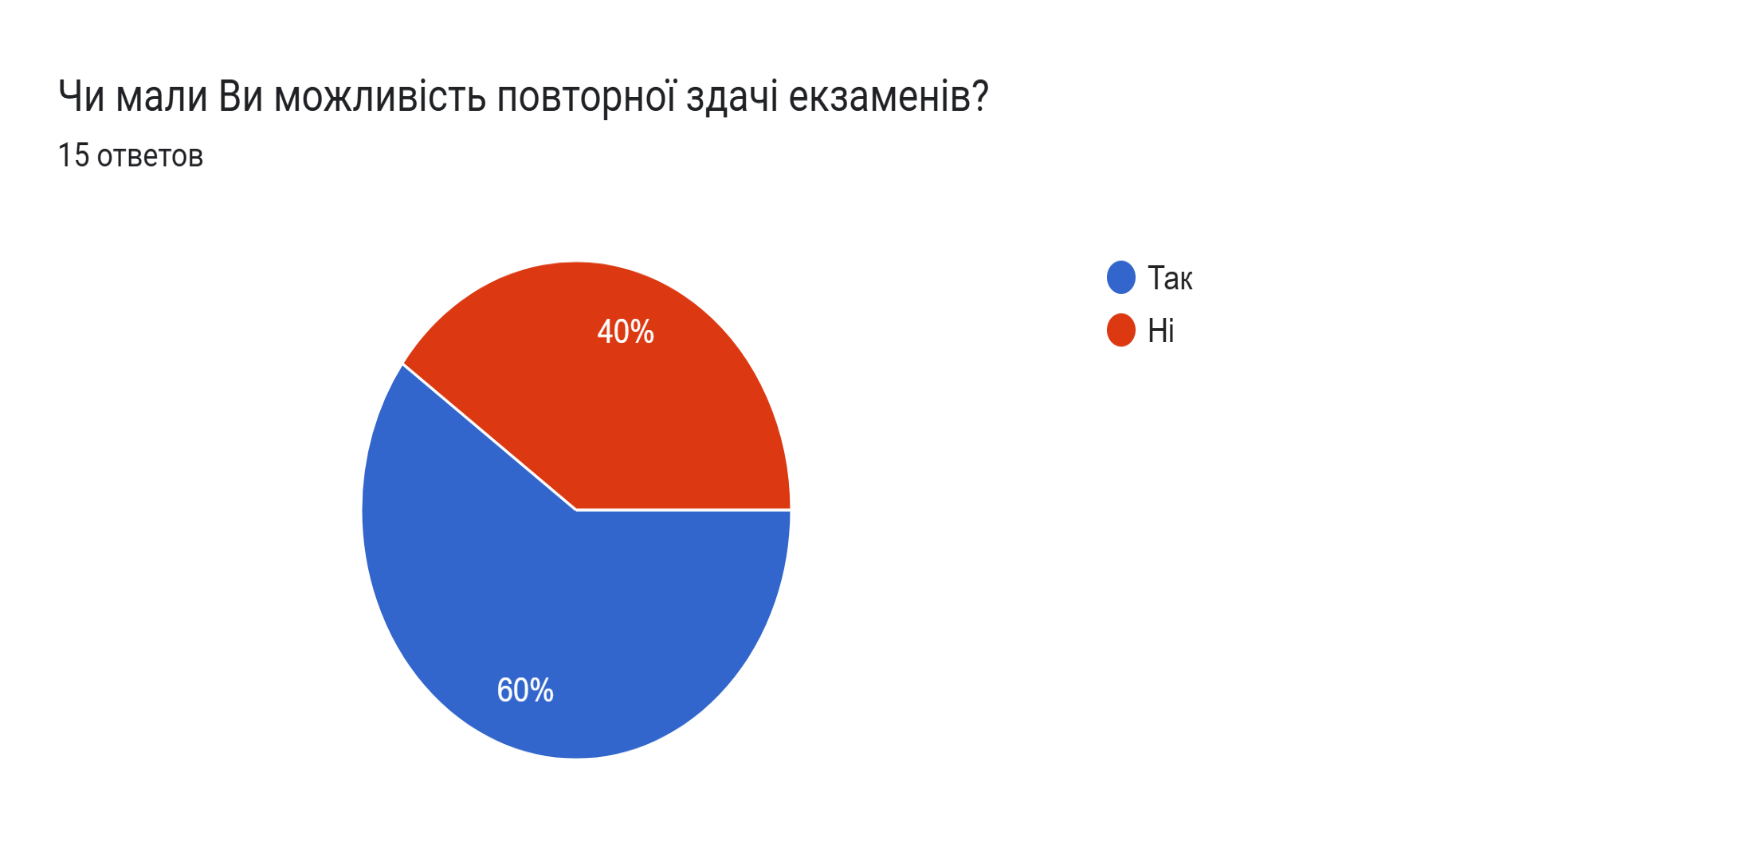 Чи мали Ви можливість повторної здачі екзаменів?
15 ответов
Так
Ні
40%
60%